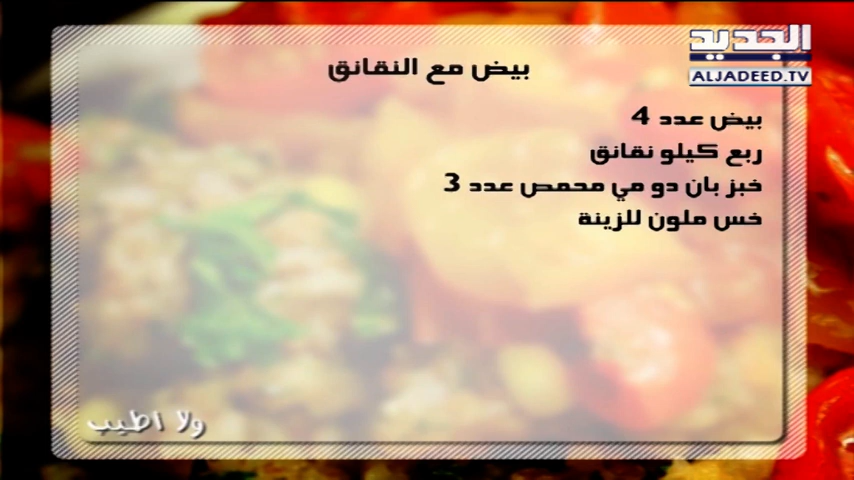 الجديد
ALJADEED.TV
بيض مع النقانق
بيض عدد 4
ربع كيلو نقانق
خبز بان دو مي محمص عدد 3
خس ملون للزينة
ولا أطيب